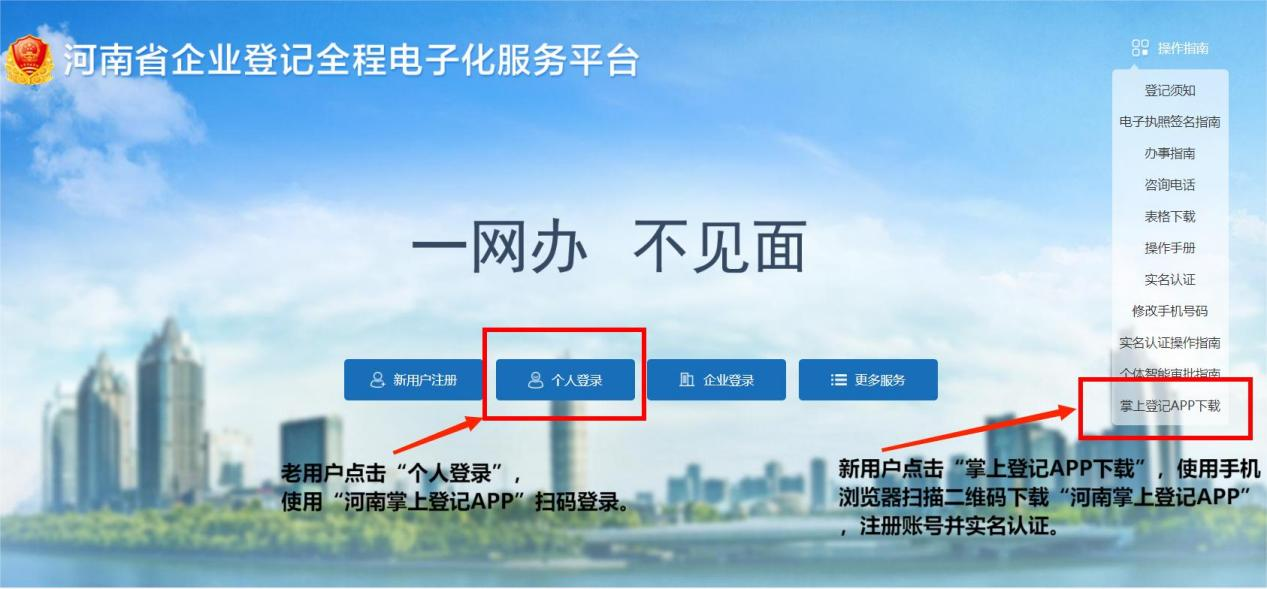 河南省企业登记全程电子化服务平台
操作指南
登记须知
电子执照签名指南
办事指南
咨询电话
表格下载
操作手册
实名认证
修改手机号码
实名认证操作指南
个体智能审批指南
掌上登记APP下载
一网办 不见面
新用户注册 个人登录 企业登录 更多服务
老用户点击“个人登录”，
使用“河南掌上登记APP”扫码登录。
新用户点击“掌上登记APP下载”，使用手机
浏览器扫描二维码下载“河南掌上登记APP”
，注册账号并实名认证。